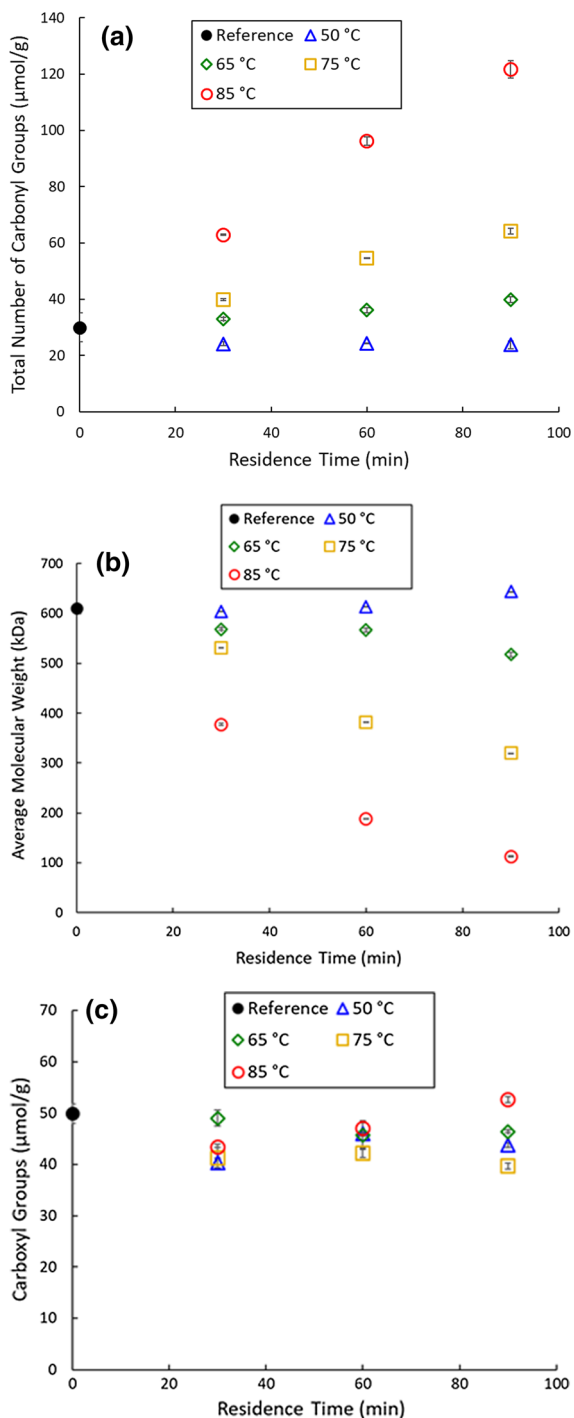 (a)
Reference 50 °C
65 °C 75 °C
85 °C
Total Number of Carbonyl Groups (µmol/g)
140
120
100
80
60
40
20
0
0 20 40 60 80 100
Residence Time (min)
(b)
Reference 50 °C
65 °C 75 °C
85 °C
Average Molecular Weight (kDa)
700
600
500
400
300
200
100
0
0 20 40 60 80 100
Residence Time (min)
(c)
Reference 50 °C
65 °C 75 °C
85 °C
Carboxyl Groups (µmol/g)
70
60
50
40
30
20
10
0
0 20 40 60 80 100
Residence Time (min)